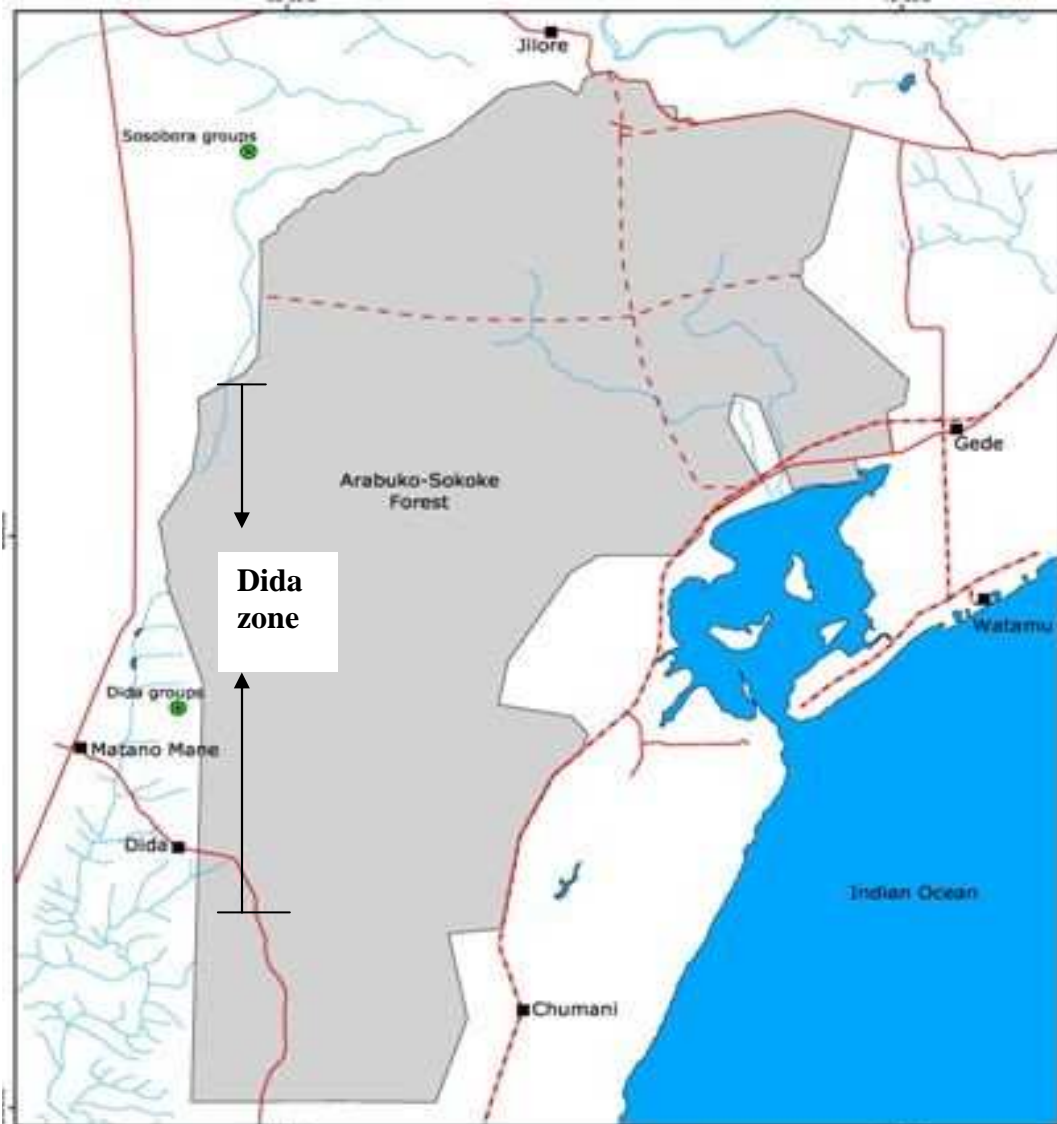 Jilore
Sosobora groups
Gede
Arabuko-Sokoke
Forest
Dida
zone
Watamu
Dida groups
Matano Mane
Dida
Indian Ocean
Chumani